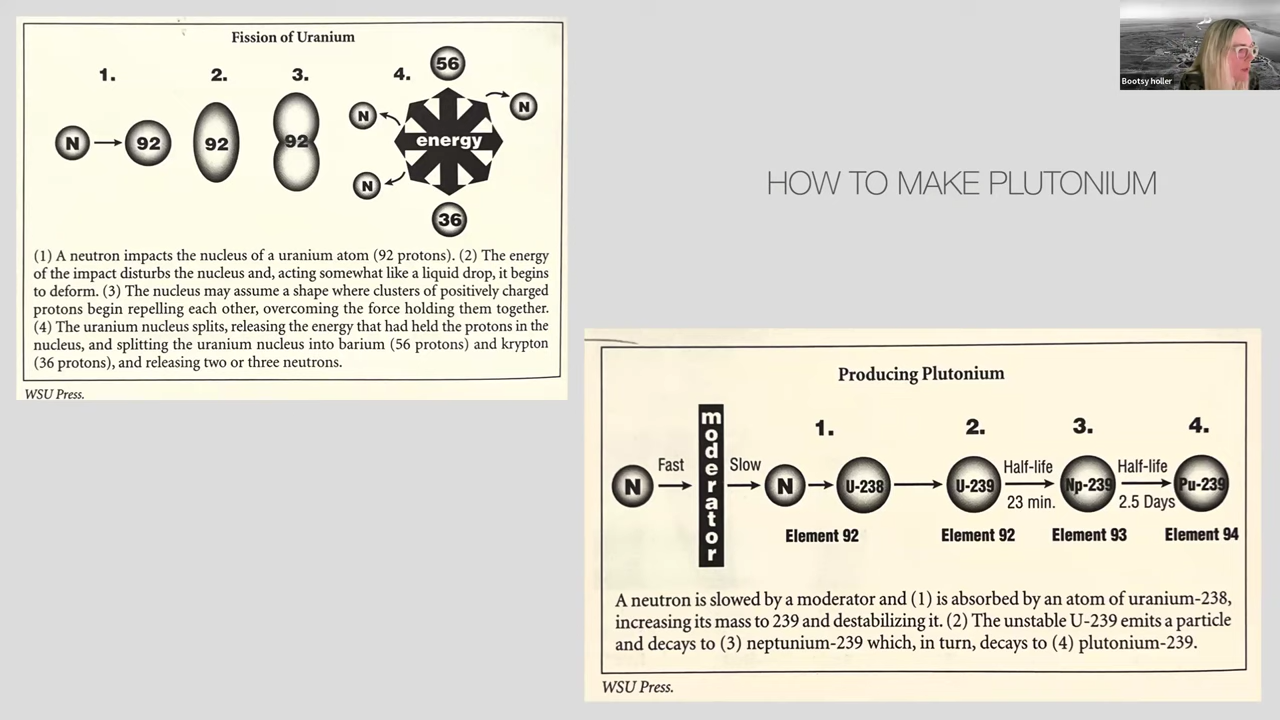 Fission of Uranium
1. 2. 3. 4.
56
N
N 92 92 92 energy N
N
36
(1) A neutron impacts the nucleus of a uranium atom (92 protons). (2) The energy
of the impact disturbs the nucleus and, acting somewhat like a liquid drop, it begins
to deform. (3) The nucleus may assume a shape where clusters of positively charged
protons begin repelling each other, overcoming the force holding them together.
(4) The uranium nucleus splits, releasing the energy that had held the protons in the
nucleus, and splitting the uranium nucleus into barium (56 protons) and krypton
(36 protons), and releasing two or three neutrons.
WSU Press.
Bootsy holler
HOW TO MAKE PLUTONIUM
Producing Plutonium
1. 2. 3. 4.
moderator
Fast Slow Half-life Half-life
N N U-238 U-239 Np-239 Pu-239
23 min. 2.5 Days
Element 92 Element 92 Element 93 Element 94
A neutron is slowed by a moderator and (1) is absorbed by an atom of uranium-238,
increasing its mass to 239 and destabilizing it. (2) The unstable U-239 emits a particle
and decays to (3) neptunium-239 which, in turn, decays to (4) plutonium-239.
WSU Press.